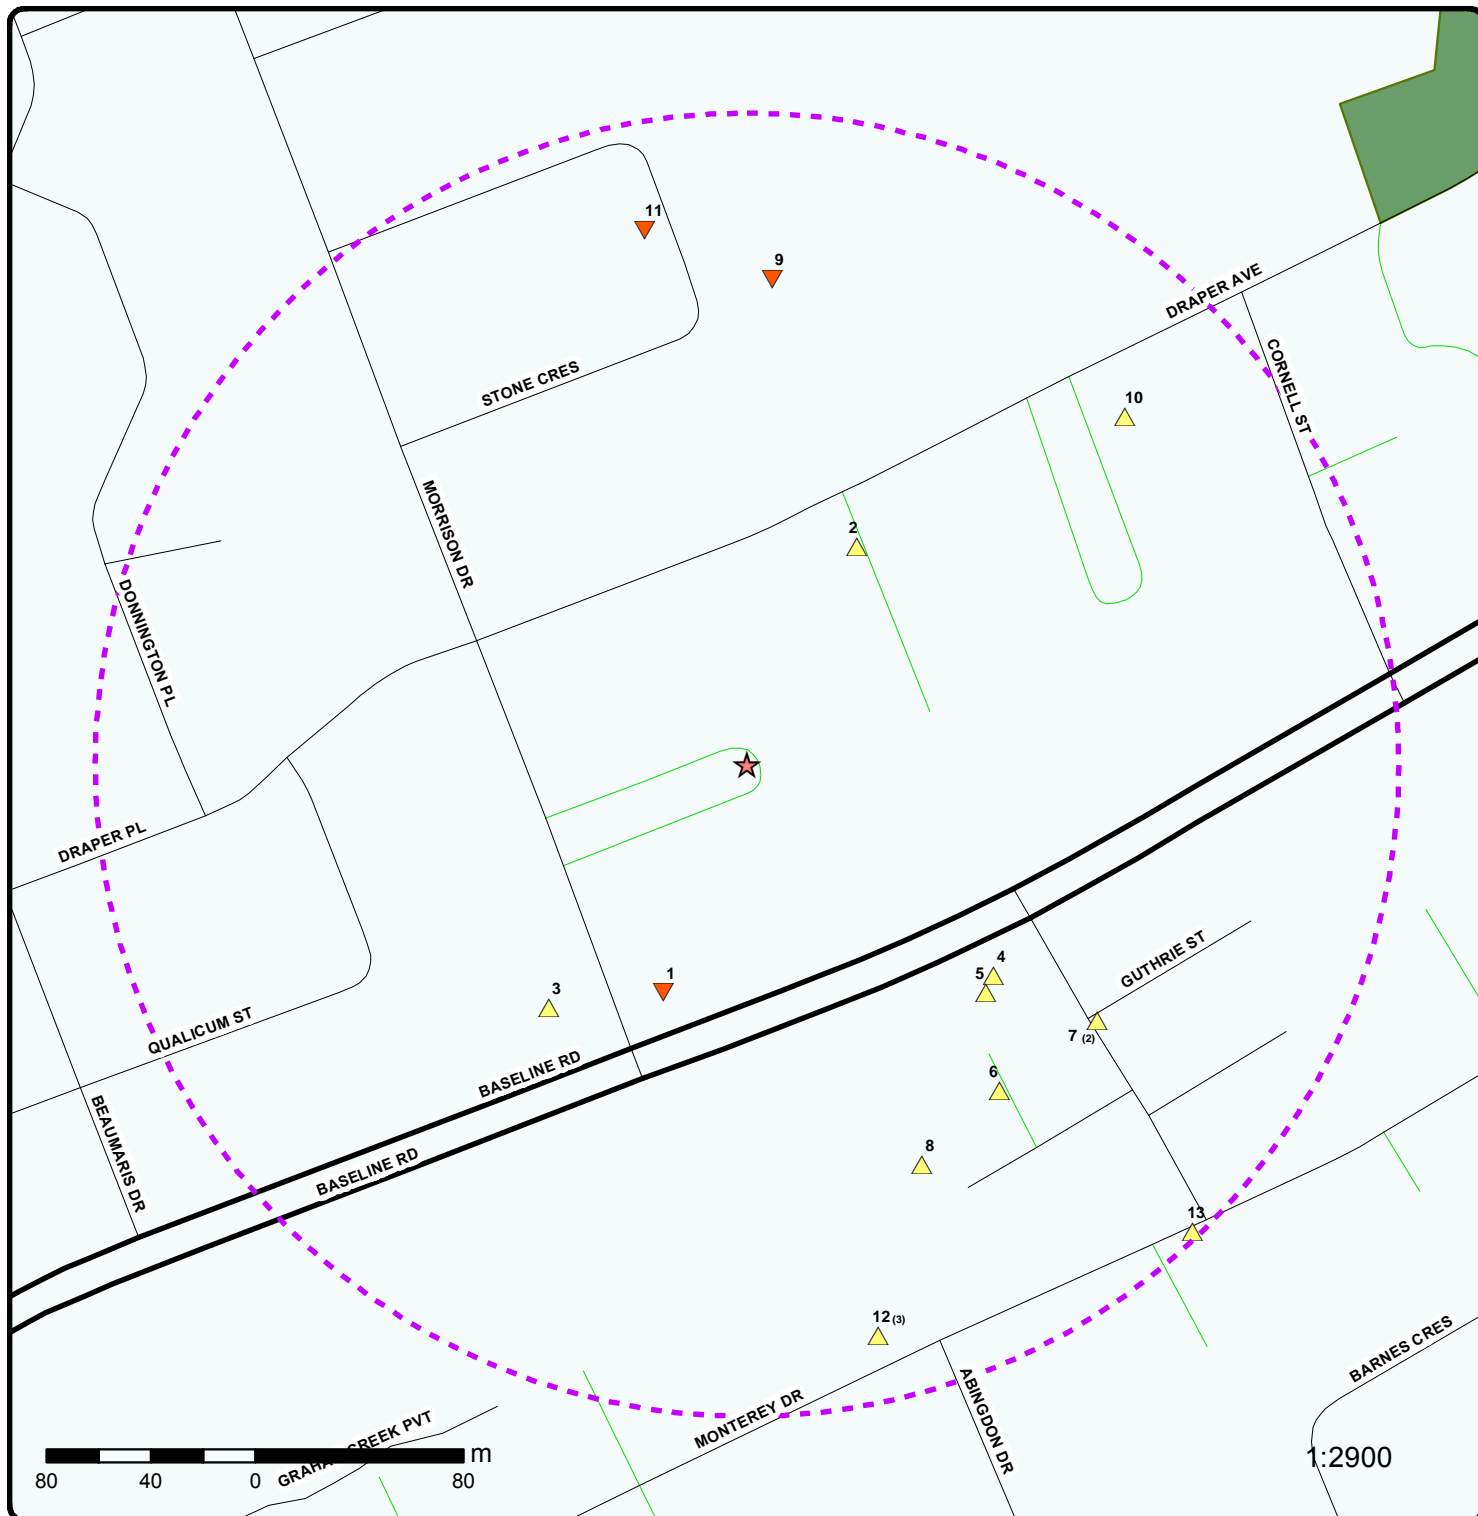 11
9
DRAPER AVE
CORNELL ST
STONE CRES
10
MORRISON DR
2
DONNINGTON PL
DRAPER PL
GUTHRIE ST
4
5
1
3
QUALICUM ST
7 (2)
BASELINE RD
6
BEAUMARIS DR
8
BASELINE RD
13
12 (3)
BARNES CRES
ABINGDON DR
MONTEREY DR
CREEK PVT
m
1:2900
80 40 0 80